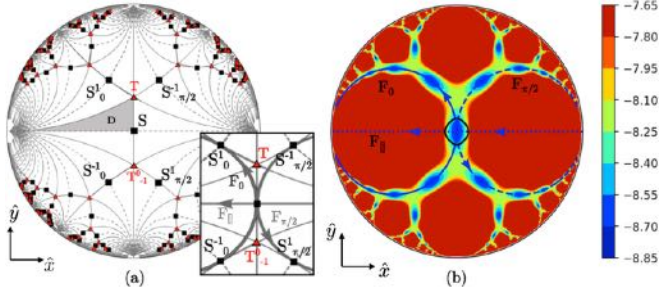 T
S¹₀
S⁻¹π/2
D
S
S⁻¹₀
T⁰₋₁
S¹π/2
S¹₀
T
S⁻¹π/2
F₀
F∥
Fπ/2
S⁻¹₀
T⁰₋₁
S¹π/2
ŷ
x̂
(a)
F₀
Fπ/2
F∥
ŷ
x̂
(b)
-7.65
-7.80
-7.95
-8.10
-8.25
-8.40
-8.55
-8.70
-8.85